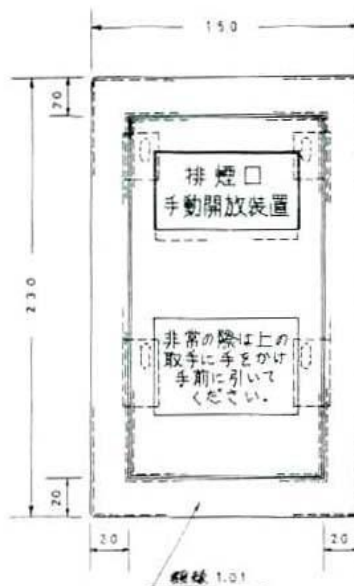 150
20
排煙口
手動開放装置
230
非常の際は上の
取手に手をかけ
手前に引いて
ください。
20
20
20
1.0t